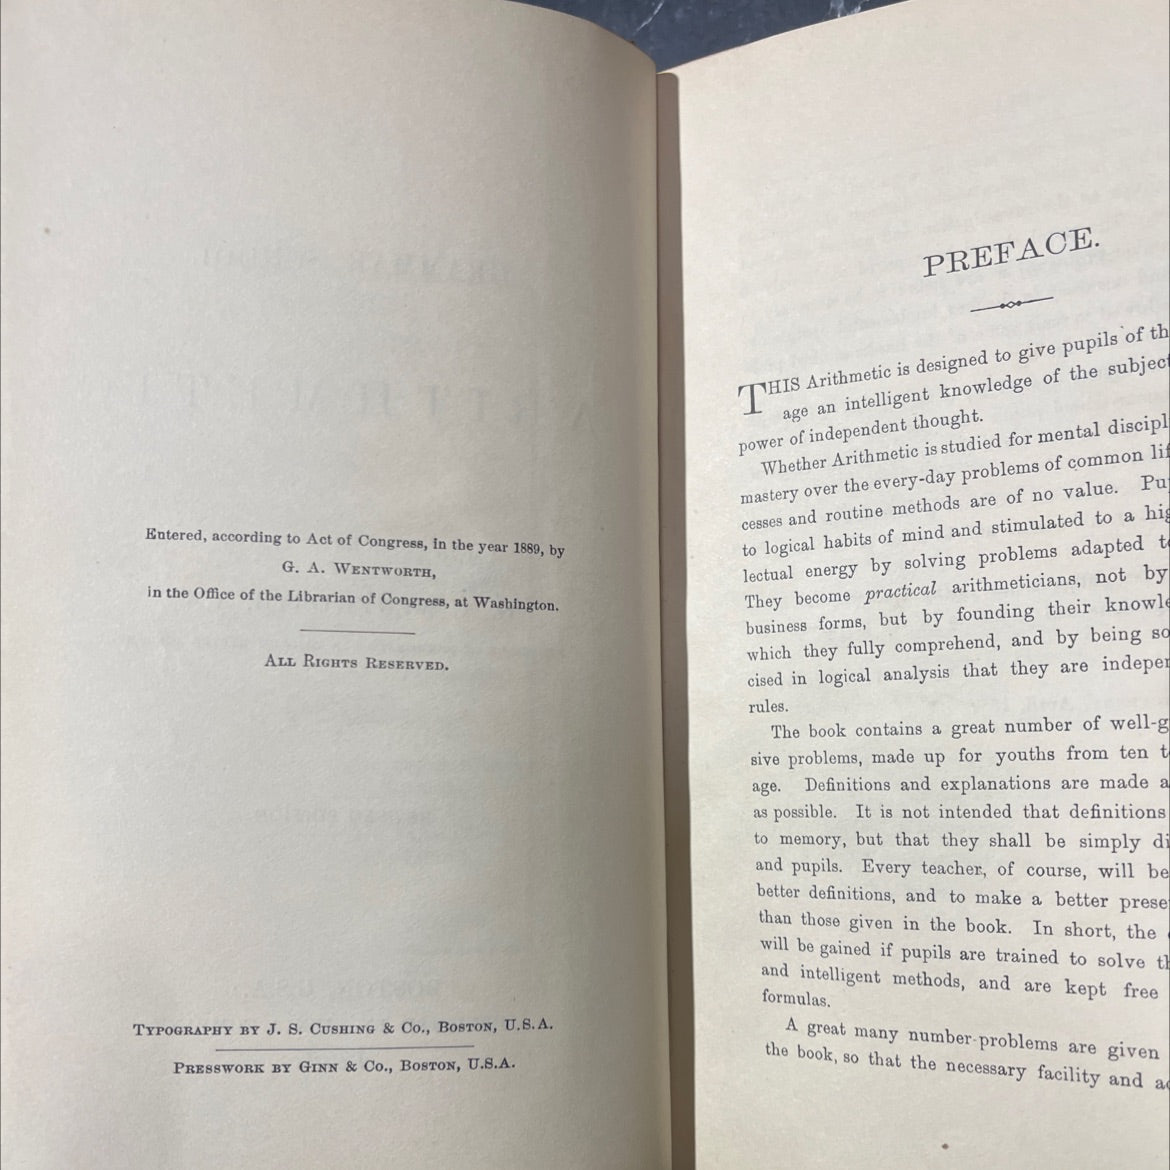 Entered, according to Act of Congress, in the year 1889, by
G. A. WENTWORTH,
in the Office of the Librarian of Congress, at Washington.
ALL RIGHTS RESERVED.
TYPOGRAPHY BY J. S. CUSHING & CO., BOSTON, U.S.A.
PRESSWORK BY GINN & CO., BOSTON, U.S.A.
PREFACE.
THIS Arithmetic is designed to give pupils of th
age an intelligent knowledge of the subject
power of independent thought.
Whether Arithmetic is studied for mental discipl
mastery over the every-day problems of common lif
cesses and routine methods are of no value. Pu
to logical habits of mind and stimulated to a hig
lectual energy by solving problems adapted t
They become practical arithmeticians, not by
business forms, but by founding their knowle
which they fully comprehend, and by being so
cised in logical analysis that they are indepen
rules.
The book contains a great number of well-g
sive problems, made up for youths from ten t
age. Definitions and explanations are made a
as possible. It is not intended that definitions
to memory, but that they shall be simply di
and pupils. Every teacher, of course, will be
better definitions, and to make a better prese
than those given in the book. In short, the
will be gained if pupils are trained to solve th
and intelligent methods, and are kept free
formulas.
A great many number-problems are given
the book, so that the necessary facility and ac